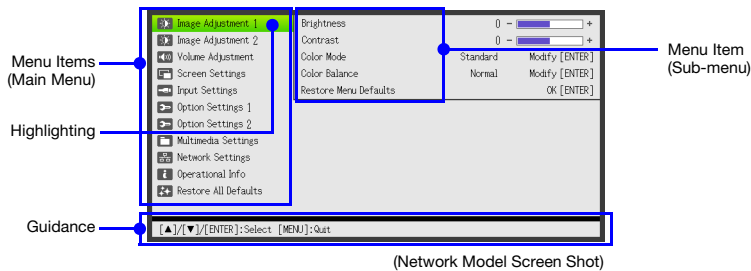 Menu Items
(Main Menu)
Highlighting
Guidance
Image Adjustment 1
Image Adjustment 2
Volume Adjustment
Screen Settings
Input Settings
Option Settings 1
Option Settings 2
Multimedia Settings
Network Settings
Operational Info
Restore All Defaults
Brightness 0 - +
Contrast 0 - +
Color Mode Standard Modify [ENTER]
Color Balance Normal Modify [ENTER]
Restore Menu Defaults OK [ENTER]
Menu Item
(Sub-menu)
[▲]/[▼]/[ENTER]:Select [MENU]:Quit
(Network Model Screen Shot)